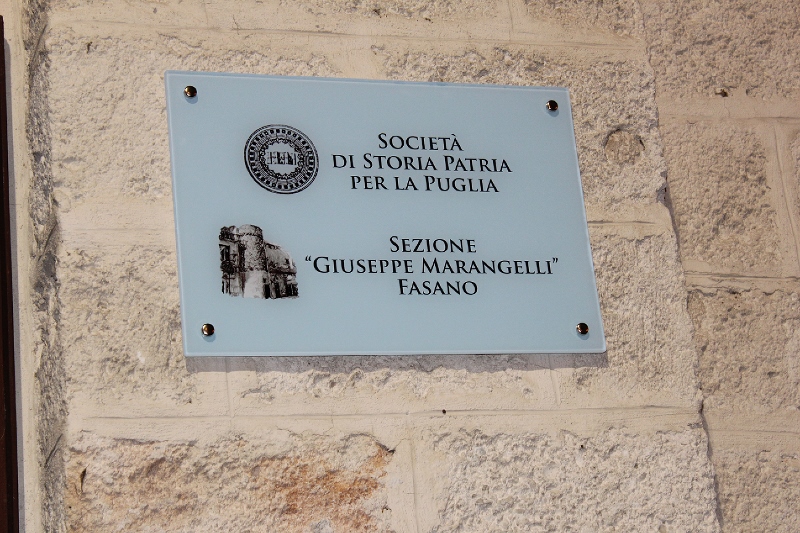 SOCIETÀ
DI STORIA PATRIA
PER LA PUGLIA
SEZIONE
"GIUSEPPE MARANGELLI"
FASANO